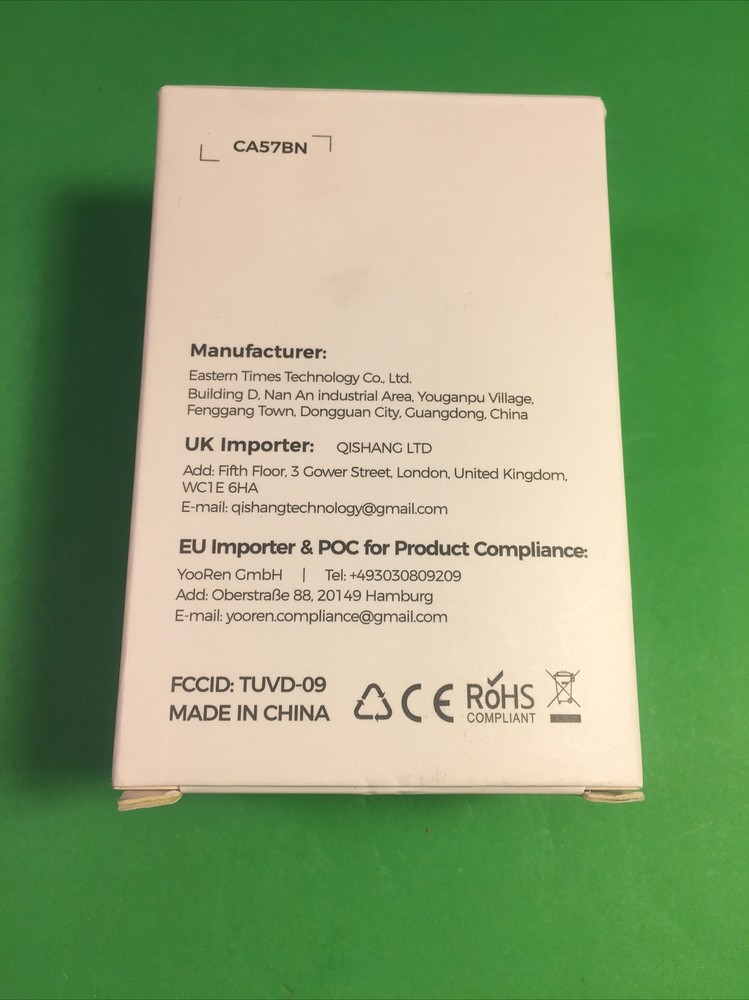 CA57BN
Manufacturer:
Eastern Times Technology Co., Ltd.
Building D, Nan An industrial Area, Youganpu Village,
Fenggang Town, Dongguan City, Guangdong, China
UK Importer: QISHANG LTD
Add: Fifth Floor, 3 Gower Street, London, United Kingdom,
WC1E 6HA
E-mail: qishangtechnology@gmail.com
EU Importer & POC for Product Compliance:
YooRen GmbH | Tel: +493030809209
Add: Oberstraße 88, 20149 Hamburg
E-mail: yooren.compliance@gmail.com
FCCID: TUVD-09
MADE IN CHINA
CE
RoHS
COMPLIANT